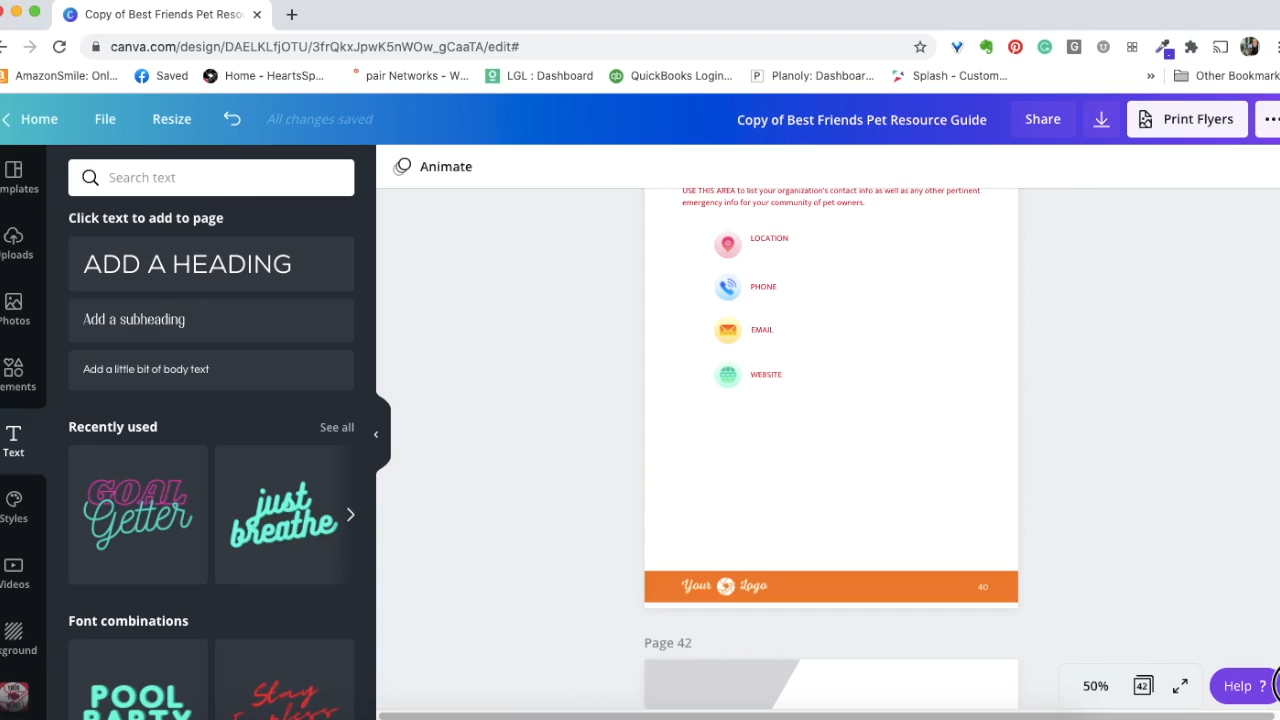 Copy of Best Friends Pet Reso
canva.com/design/DAELKLfjOTU/3frQkxJpwK5nWOw_gCaaTA/edit#
AmazonSmile: Onl... Saved Home - HeartsSp... pair Networks - W... LGL : Dashboard QuickBooks Login... P Planoly: Dashboar... Splash - Custom... » Other Bookmark
Home File Resize All changes saved Copy of Best Friends Pet Resource Guide Share Print Flyers
Search text
Animate
mplates
Click text to add to page
ploads
ADD A HEADING
hotos
Add a subheading
ements
Add a little bit of body text
Text
Recently used See all
GOAL
Getter
just
breathe
Styles
ideos
Font combinations
kground
POOL
PARTY
Stay
USE THIS AREA to list your organization's contact info as well as any other pertinent
emergency info for your community of pet owners.
LOCATION
PHONE
EMAIL
WEBSITE
Your Logo 40
Page 42
50% 42 Help ?